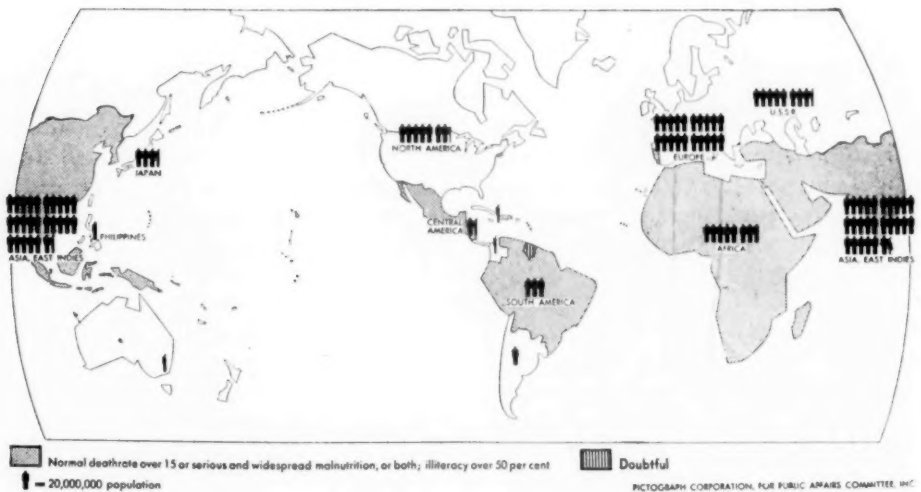 U.S.S.R.
NORTH AMERICA
EUROPE
JAPAN
CENTRAL AMERICA
PHILIPPINES
AFRICA
ASIA, EAST INDIES
ASIA, EAST INDIES
SOUTH AMERICA
Normal deathrate over 15 or serious and widespread malnutrition, or both; illiteracy over 50 per cent
Doubtful
= 20,000,000 population
PICTOGRAPH CORPORATION, FOR PUBLIC AFFAIRS COMMITTEE, INC.